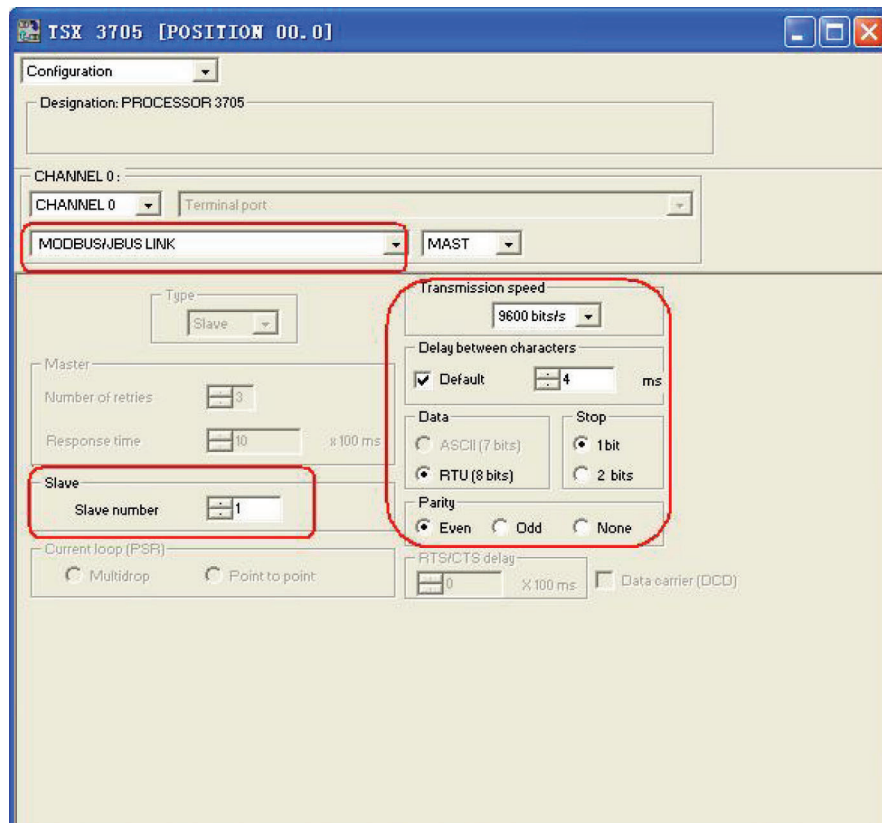 TSX 3705 [POSITION 00.0]
Configuration
Designation: PROCESSOR 3705
CHANNEL 0 :
CHANNEL 0 Terminal port
MODBUS/JBUS LINK MAST
Type
Slave
Master
Number of retries 3
Response time 10 x 100 ms
Slave
Slave number 1
Current loop (PSR)
Multidrop Point to point
Transmission speed
9600 bits/s
Delay between characters
Default 4 ms
Data
ASCII (7 bits)
RTU (8 bits)
Stop
1 bit
2 bits
Parity
Even Odd None
RTS/CTS delay
0 X 100 ms
Data carrier (DCD)